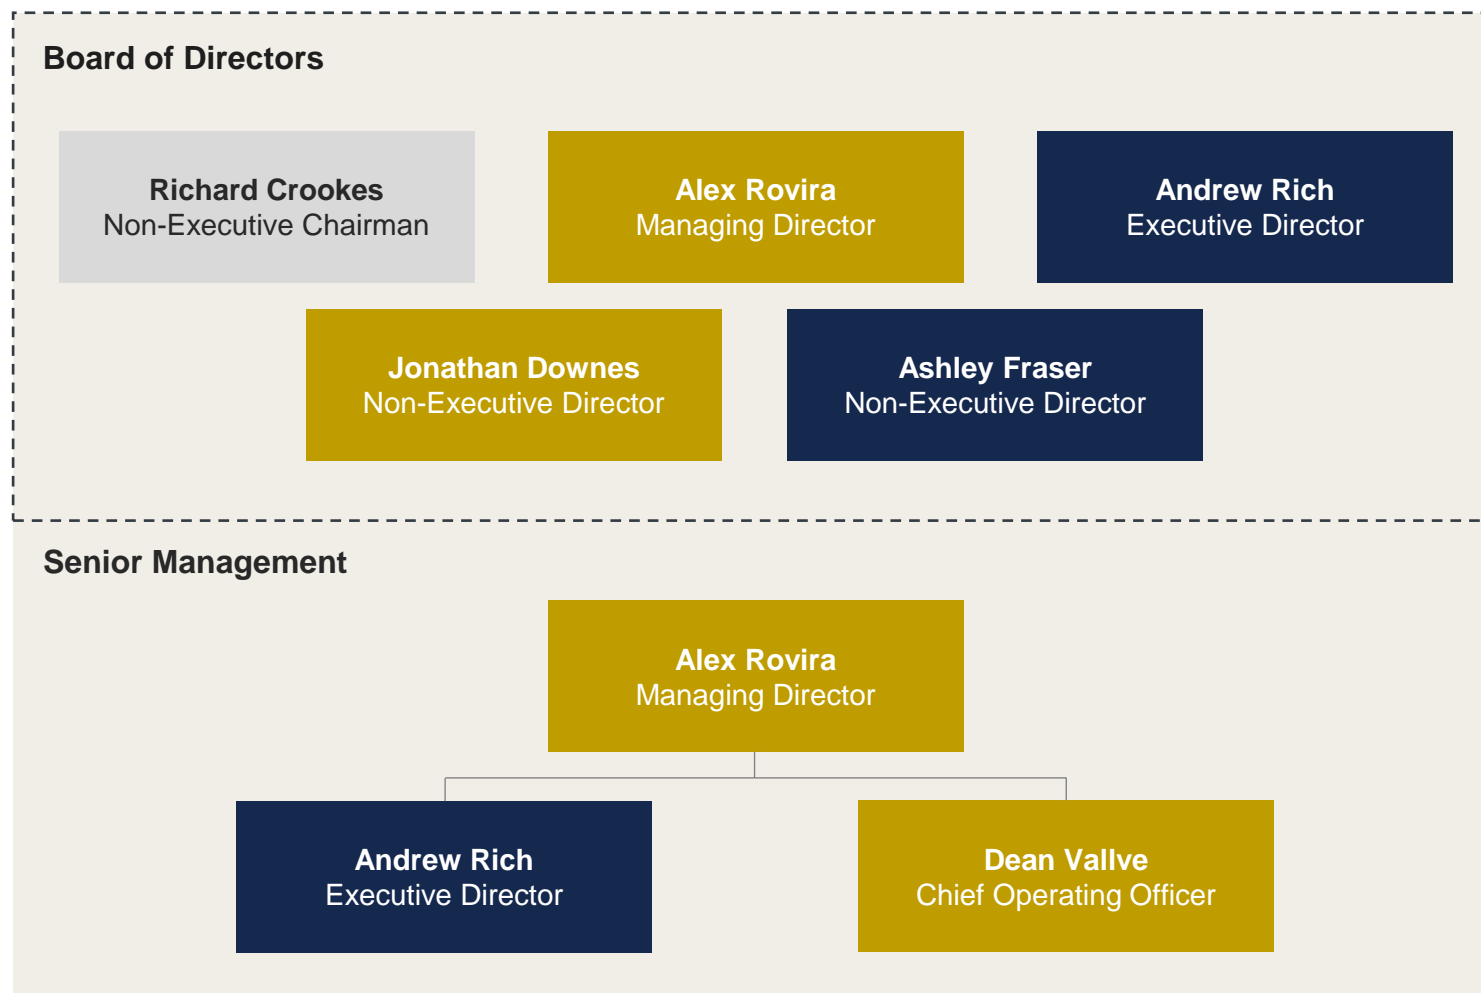 Board of Directors
Richard Crookes
Non-Executive Chairman
Alex Rovira
Managing Director
Andrew Rich
Executive Director
Jonathan Downes
Non-Executive Director
Ashley Fraser
Non-Executive Director
Senior Management
Alex Rovira
Managing Director
Andrew Rich
Executive Director
Dean Vallve
Chief Operating Officer